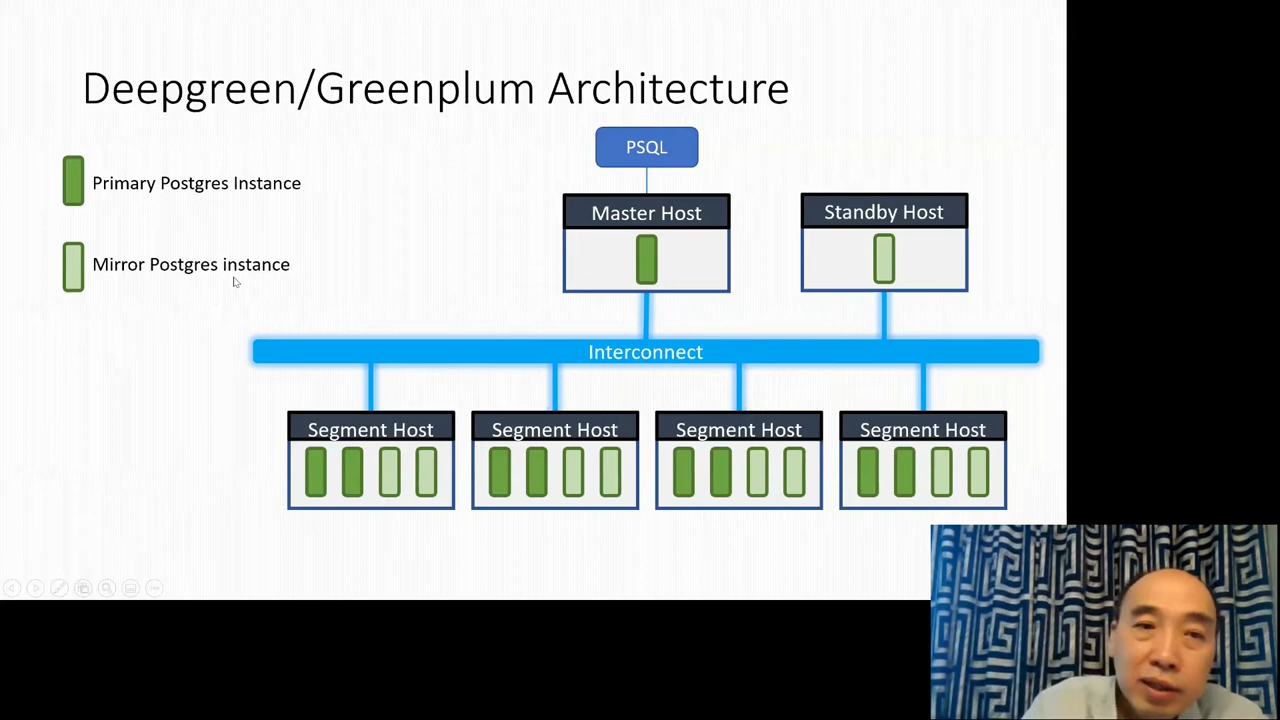 Deepgreen/Greenplum Architecture
PSQL
Primary Postgres Instance
Master Host
Standby Host
Mirror Postgres instance
Interconnect
Segment Host
Segment Host
Segment Host
Segment Host